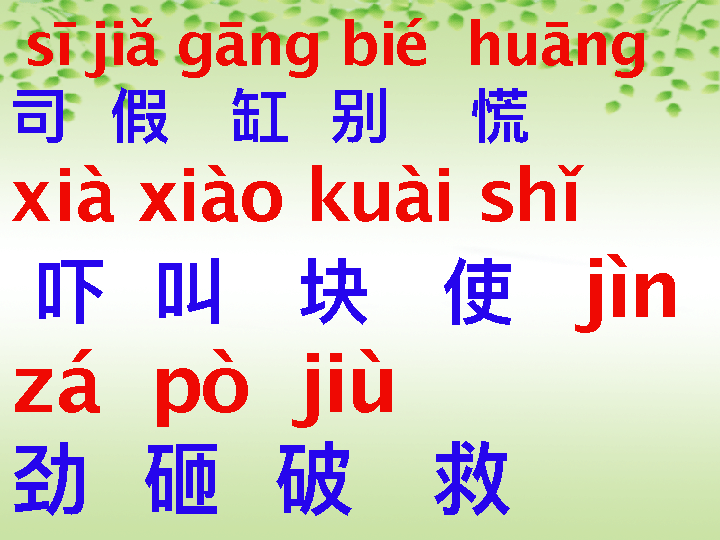 sī jiǎ gāng bié huāng
司 假 缸 别 慌
xià xiào kuài shǐ
吓 叫 块 使 jìn
zá pò jiù
劲 砸 破 救